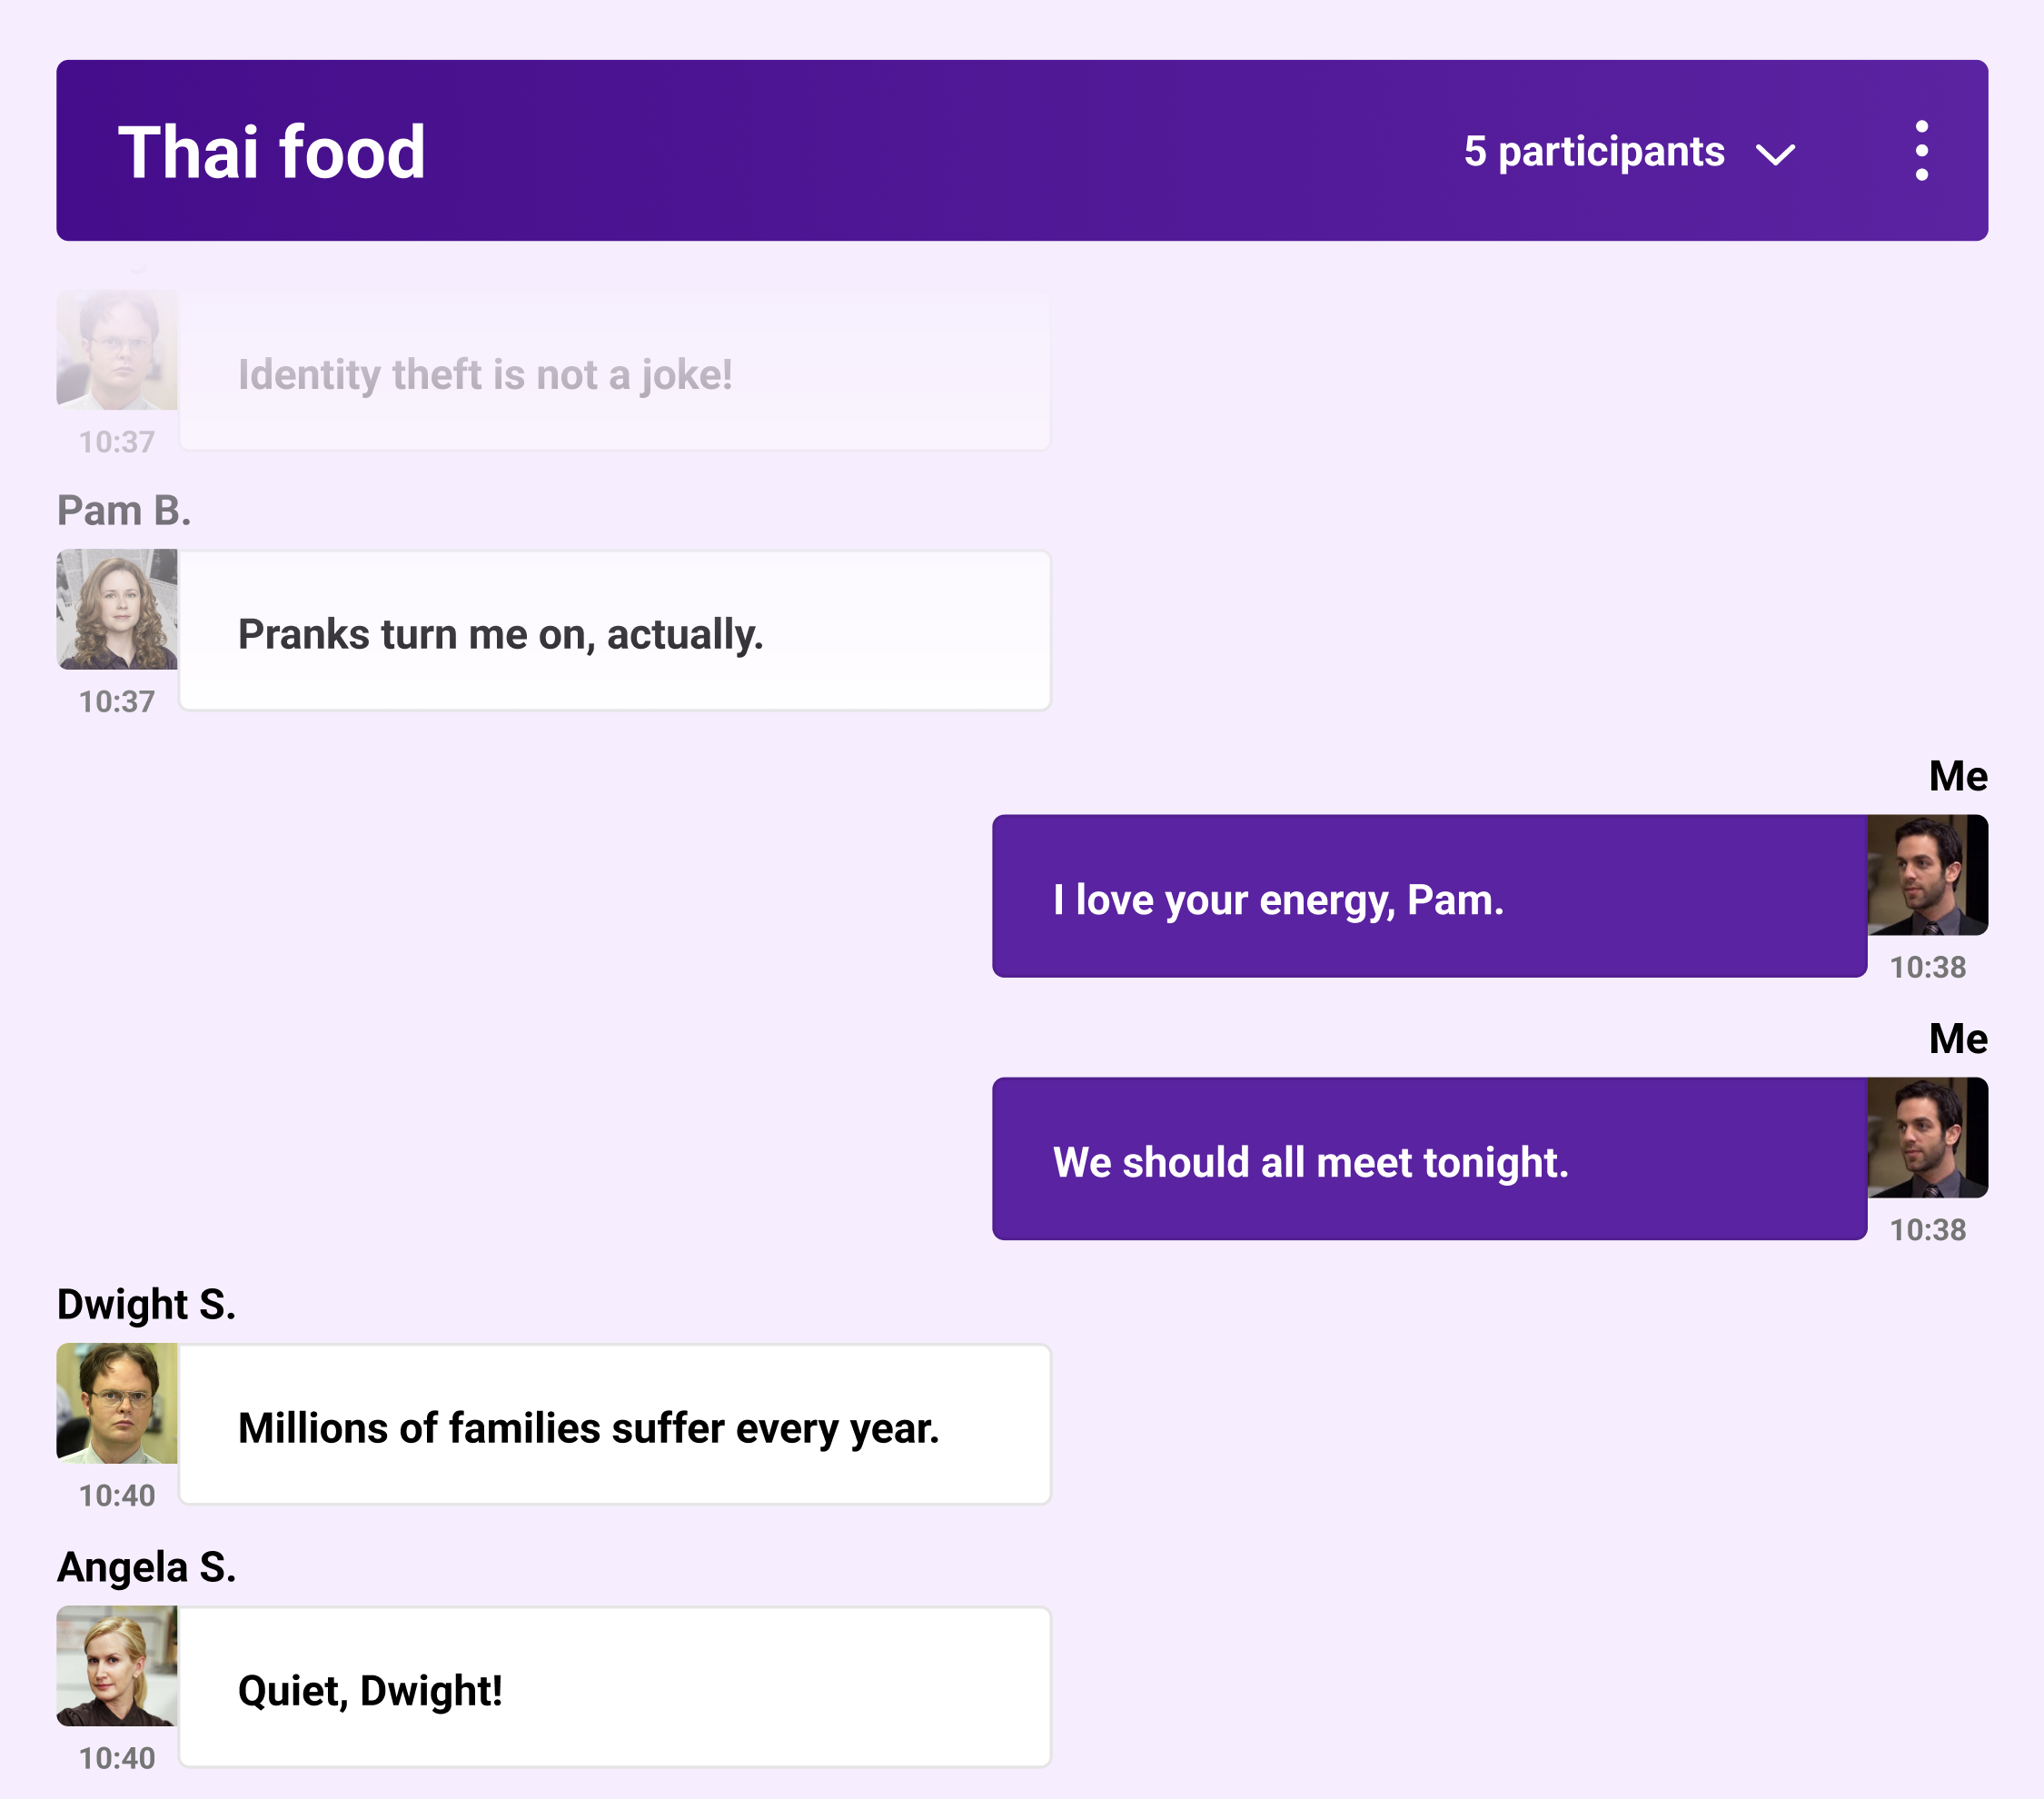 Thai food
5 participants
Identity theft is not a joke!
10:37
Pam B.
Pranks turn me on, actually.
10:37
Me
I love your energy, Pam.
10:38
Me
We should all meet tonight.
10:38
Dwight S.
Millions of families suffer every year.
10:40
Angela S.
Quiet, Dwight!
10:40